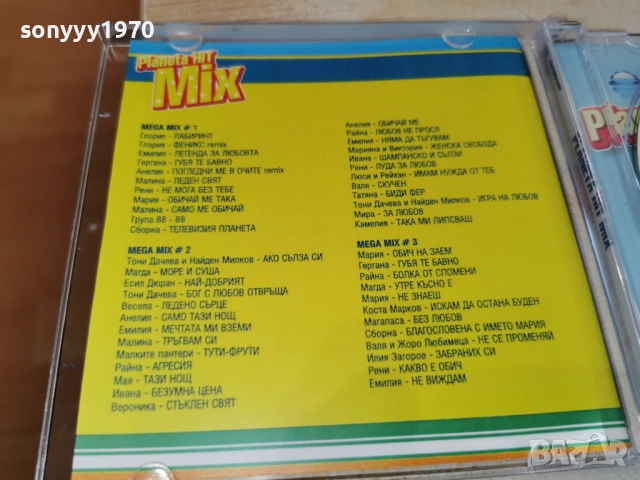 sonyyy1970
Planeta HIT
Mix
MEGA MIX # 1
Глория - ЛАБИРИНТ
Глория - ФЕНИКС remix
Емилия - ЛЕГЕНДА ЗА ЛЮБОВТА
Гергана - ГУБЯ ТЕ БАВНО
Анелия - ПОГЛЕДНИ МЕ В ОЧИТЕ remix
Малина - ЛЕДЕН СВЯТ
Рени - НЕ МОГА БЕЗ ТЕБЕ
Мария - ОБИЧАЙ МЕ ТАКА
Малина - САМО МЕ ОБИЧАЙ
Група 88 - 88
Сборна - ТЕЛЕВИЗИЯ ПЛАНЕТА
MEGA MIX # 2
Тони Дачева и Найден Милков - АКО СЪЛЗА СИ
Магда - МОРЕ И СУША
Есил Дюран - НАЙ-ДОБРИЯТ
Тони Дачева - БОГ С ЛЮБОВ ОТВРЪЩА
Весела - ЛЕДЕНО СЪРЦЕ
Анелия - САМО ТАЗИ НОЩ
Емилия - МЕЧТАТА МИ ВЗЕМИ
Малина - ТРЪГВАМ СИ
Малките пантери - ТУТИ-ФРУТИ
Райна - АГРЕСИЯ
Мая - ТАЗИ НОЩ
Ивана - БЕЗУМНА ЦЕНА
Вероника - СТЪКЛЕН СВЯТ
Анелия - ОБИЧАЙ МЕ
Райна - ЛЮБОВ НЕ ПРОСЯ
Емилия - НЯМА ДА ТЪГУВАМ
Марияна и Виктория - ЖЕНСКА СВОБОДА
Ивана - ШАМПАНСКО И СЪЛЗИ
Рени - ЛУДА ЗА ЛЮБОВ
Люси и Рейхан - ИМАМ НУЖДА ОТ ТЕБ
Валя - СКУЧЕН
Татяна - БИДИ ФЕР
Тони Дачева и Найден Милков - ИГРА НА ЛЮБОВ
Мира - ЗА ЛЮБОВ
Камелия - ТАКА МИ ЛИПСВАШ
MEGA MIX # 3
Мария - ОБИЧ НА ЗАЕМ
Гергана - ГУБЯ ТЕ БАВНО
Райна - БОЛКА ОТ СПОМЕНИ
Магда - УТРЕ КЪСНО Е
Мария - НЕ ЗНАЕШ
Коста Марков - ИСКАМ ДА ОСТАНА БУДЕН
Магапаса - БЕЗ ЛЮБОВ
Сборна - БЛАГОСЛОВЕНА С ИМЕТО МАРИЯ
Валя и Жоро Любимеца - НЕ СЕ ПРОМЕНЯЙ
Илия Загоров - ЗАБРАНИХ СИ
Рени - КАКВО Е ОБИЧ
Емилия - НЕ ВИЖДАМ
PLANETA HIT MIX
BAZAR